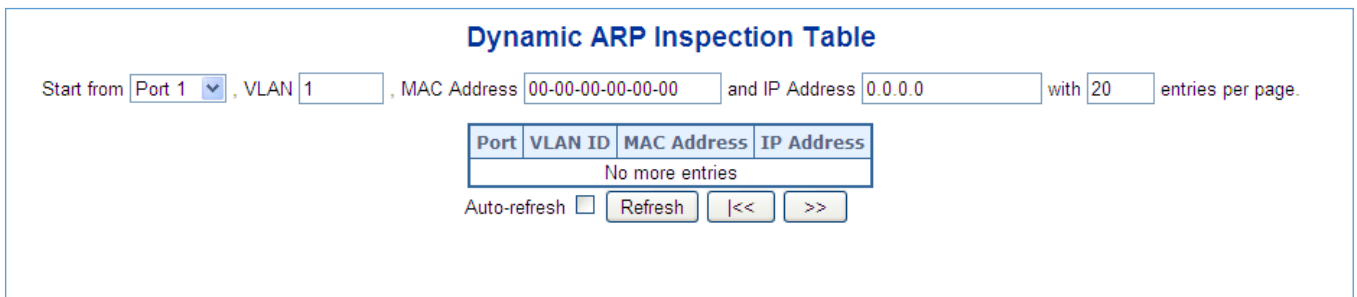 Dynamic ARP Inspection Table
Start from Port 1 , VLAN 1 , MAC Address 00-00-00-00-00-00 and IP Address 0.0.0.0 with 20 entries per page.
Port VLAN ID MAC Address IP Address
No more entries
Auto-refresh Refresh |<< >>